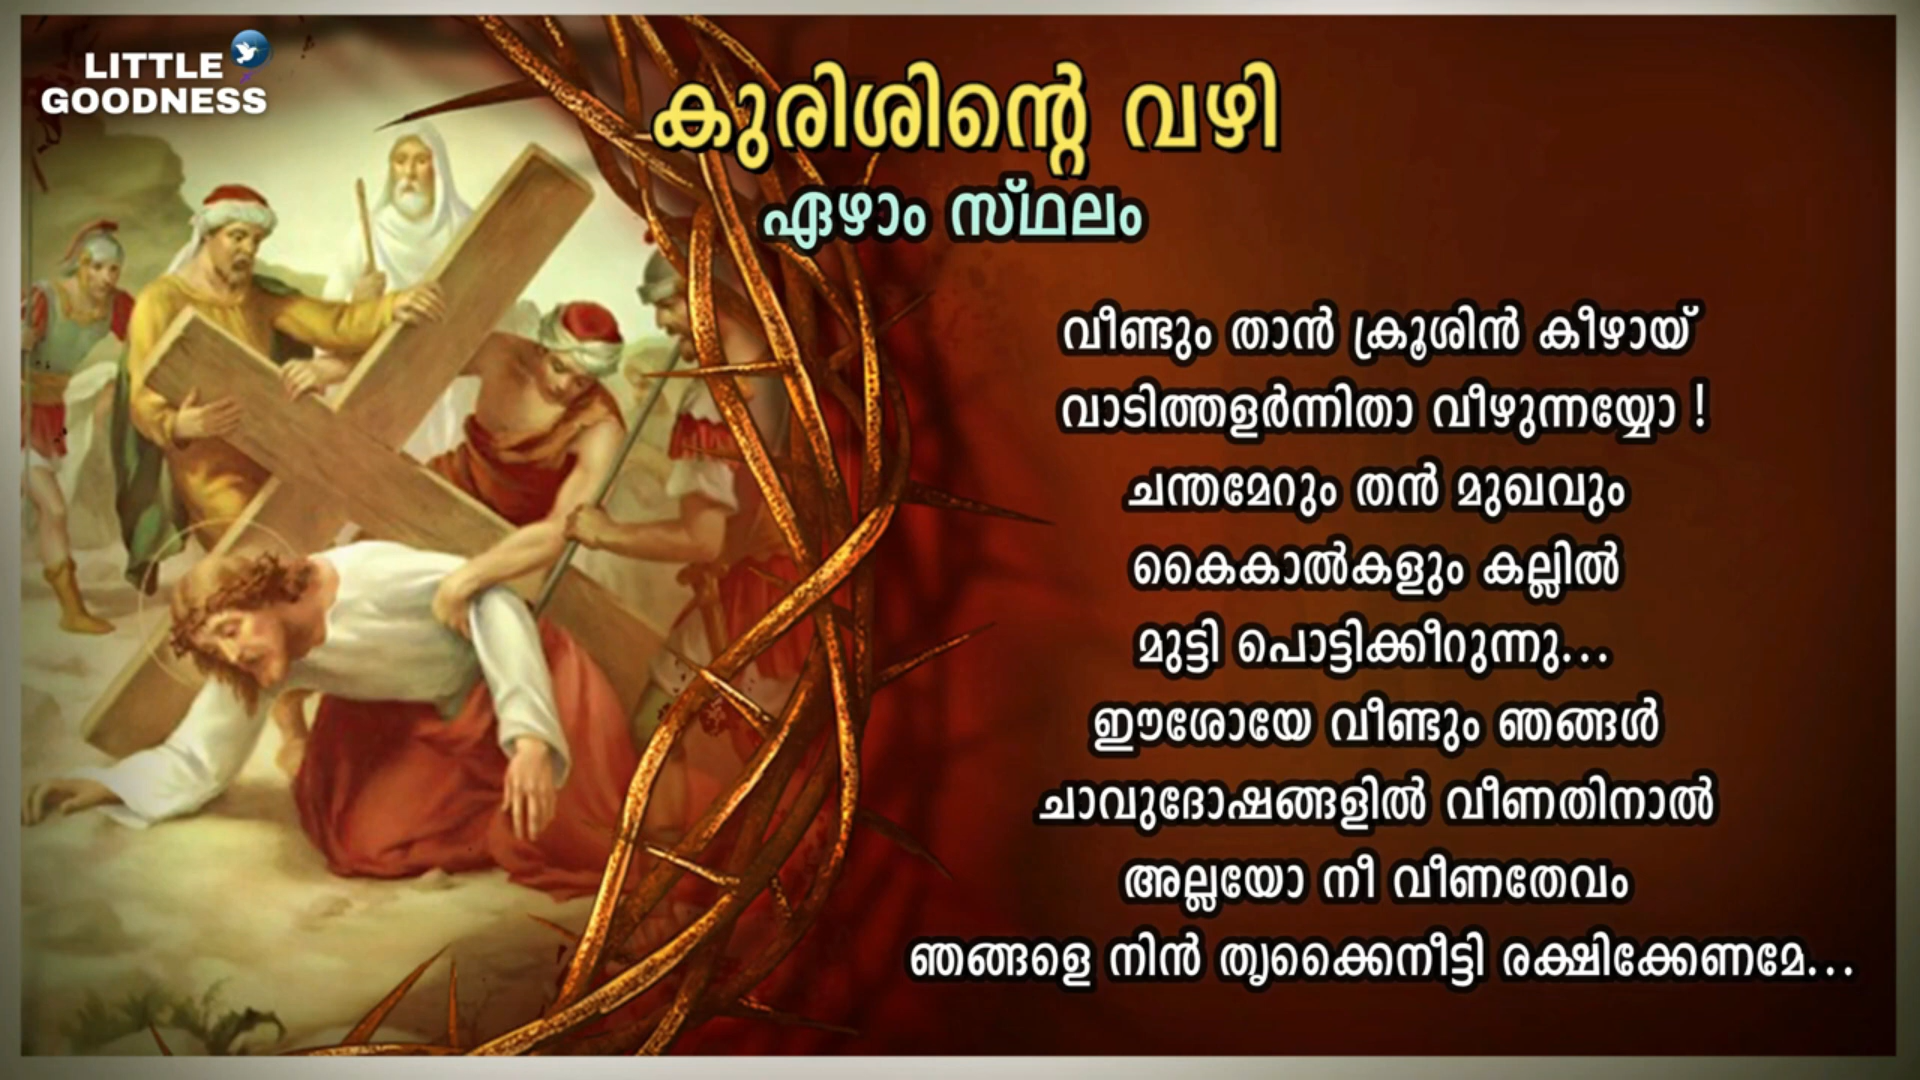 LITTLE
GOODNESS
കുരിശിന്റെ വഴി
ഏഴാം സ്ഥലം
വീണ്ടും താൻ ക്രൂശിൻ കീഴായ്
വാടിത്തളർന്നിതാ വീഴുന്നയ്യോ !
ചന്തമേറും തൻ മുഖവും
കൈകാൽകളും കല്ലിൽ
മുട്ടി പൊട്ടിക്കീറുന്നു...
ഈശോയേ വീണ്ടും ഞങ്ങൾ
ചാവുദോഷങ്ങളിൽ വീണതിനാൽ
അല്ലയോ നീ വീണതേവം
ഞങ്ങളെ നിൻ തൃക്കൈനീട്ടി രക്ഷിക്കേണമേ...